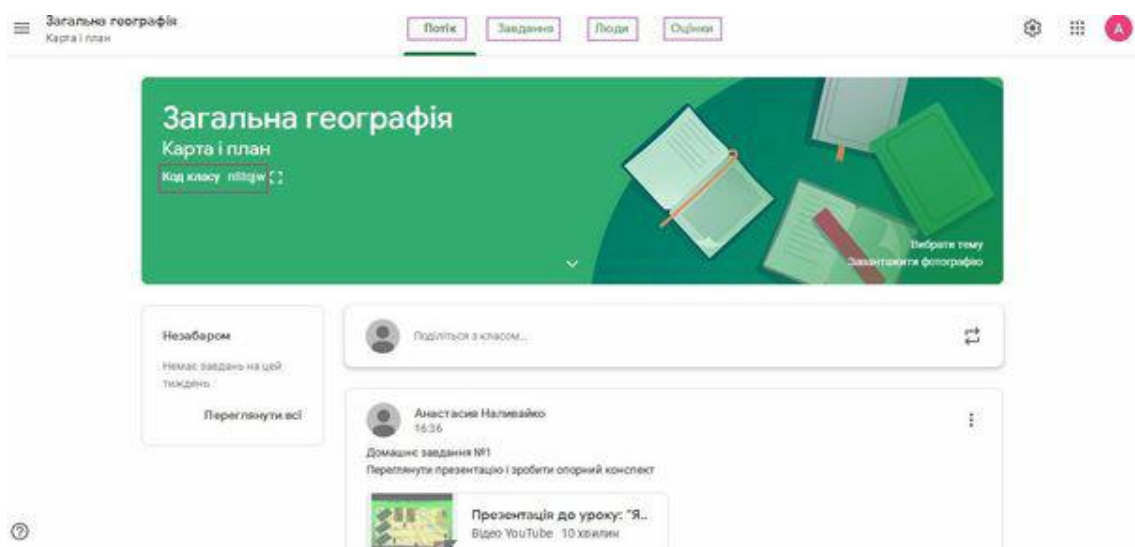 Загальна географія
Карта і план
Потік
Завдання
Люди
Оцінки
А
Загальна географія
Карта і план
Код класу
Вибрати тему
Завантажити фотографію
Незабаром
Немає завдань на цей
тиждень
Переглянути всі
Поділіться з класом...
Анастасия Наливайко
16:36
Домашнє завдання №1
Переглянути презентацію і зробити опорний конспект
Презентація до уроку: "Я..
Відео YouTube 10 хвилин